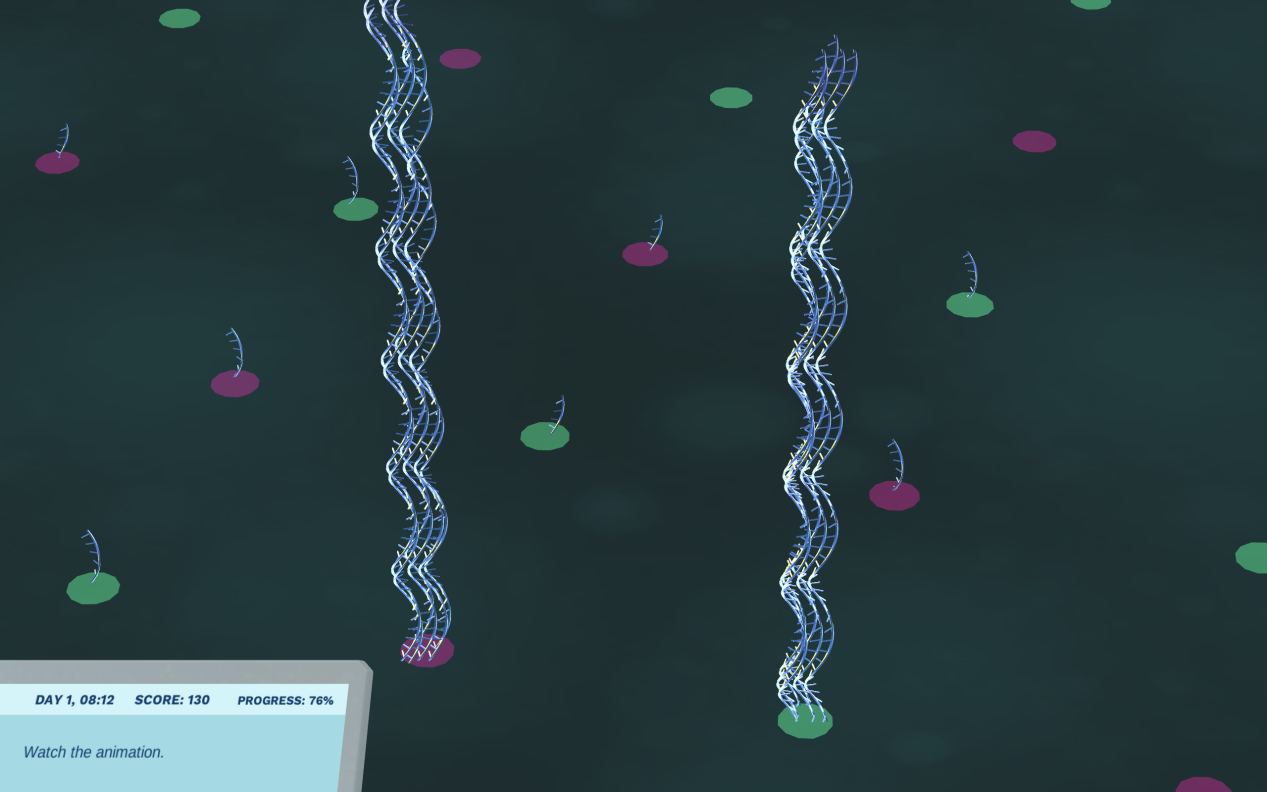 DAY 1, 08:12 SCORE: 130 PROGRESS: 76%
Watch the animation.